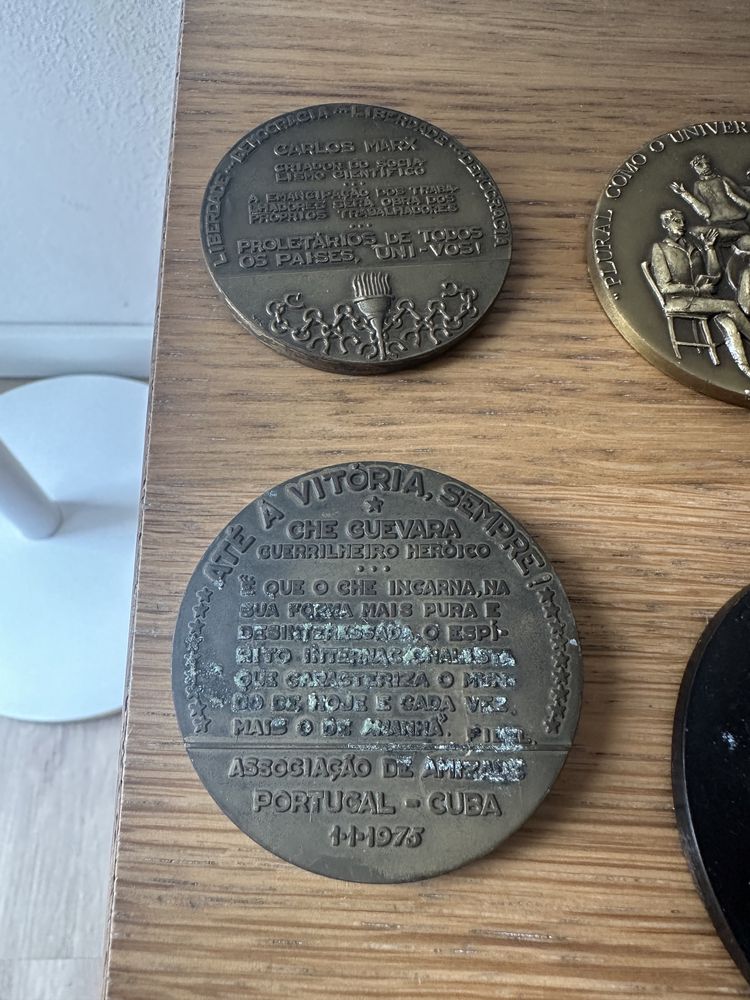 LIBERDADE - DEMOCRACIA - LIBERDADE - DEMOCRACIA
CARLOS MARX
CRIADOR DO SOCIA-
LISMO CIENTÍFICO
...
A EMANCIPAÇÃO DOS TRABA-
LHADORES SERÁ OBRA DOS
PRÓPRIOS TRABALHADORES
...
PROLETÁRIOS DE TODOS
OS PAÍSES, UNI-VOS!
"PLURAL COMO O UNIVER
ATÉ À VITÓRIA, SEMPRE!
CHE GUEVARA
GUERRILHEIRO HERÓICO
...
QUE O CHE INCARNA, NA
SUA FORMA MAIS PURA E
DESINTERESSADA, O ESPÍ-
RITO INTERNACIONALISTA
QUE CARACTERIZA O MUN-
DO DE HOJE E CADA VEZ
MAIS O DE AMANHÃ". FIDEL.
ASSOCIAÇÃO DE AMIZADE
PORTUGAL - CUBA
1-1-1975